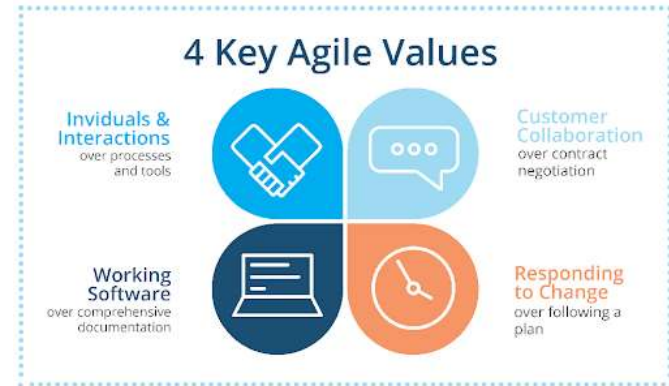 4 Key Agile Values
Inviduals &
Interactions
over processes
and tools
Customer
Collaboration
over contract
negotiation
Working
Software
over comprehensive
documentation
Responding
to Change
over following a
plan